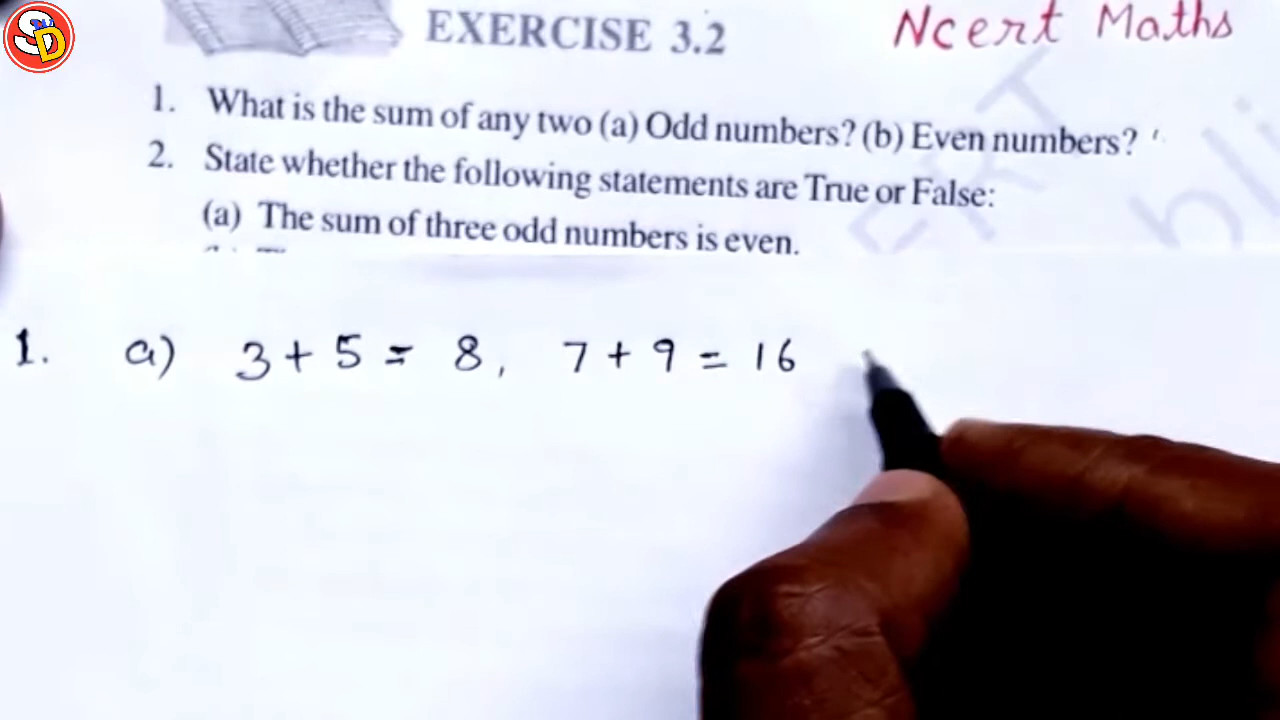 SD
EXERCISE 3.2
Ncert Maths
1. What is the sum of any two (a) Odd numbers? (b) Even numbers?
2. State whether the following statements are True or False:
(a) The sum of three odd numbers is even.
1. a) 3 + 5 = 8, 7 + 9 = 16